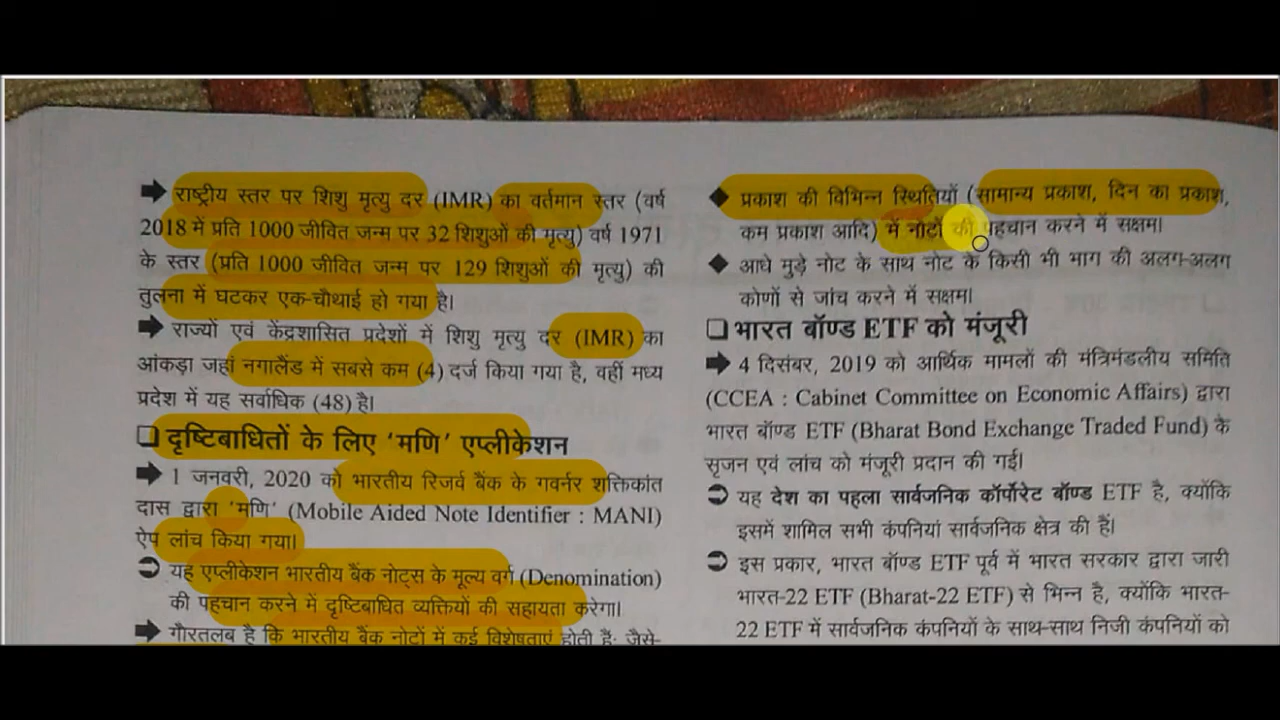 ➡ राष्ट्रीय स्तर पर शिशु मृत्यु दर (IMR) का वर्तमान स्तर (वर्ष
2018 में प्रति 1000 जीवित जन्म पर 32 शिशुओं की मृत्यु) वर्ष 1971
के स्तर (प्रति 1000 जीवित जन्म पर 129 शिशुओं की मृत्यु) की
तुलना में घटकर एक-चौथाई हो गया है।
➡ राज्यों एवं केंद्रशासित प्रदेशों में शिशु मृत्यु दर (IMR) का
आंकड़ा जहां नगालैंड में सबसे कम (4) दर्ज किया गया है, वहीं मध्य
प्रदेश में यह सर्वाधिक (48) है।
❑ दृष्टिबाधितों के लिए 'मणि' एप्लीकेशन
➡ 1 जनवरी, 2020 को भारतीय रिजर्व बैंक के गवर्नर शक्तिकांत
दास द्वारा 'मणि' (Mobile Aided Note Identifier : MANI)
ऐप लांच किया गया।
➲ यह एप्लीकेशन भारतीय बैंक नोट्स के मूल्य वर्ग (Denomination)
की पहचान करने में दृष्टिबाधित व्यक्तियों की सहायता करेगा।
➡ गौरतलब है कि भारतीय बैंक नोटों में कई विशेषताएं होती हैं; जैसे-
◆ प्रकाश की विभिन्न स्थितियों (सामान्य प्रकाश, दिन का प्रकाश,
कम प्रकाश आदि) में नोटों की पहचान करने में सक्षम।
◆ आधे मुड़े नोट के साथ नोट के किसी भी भाग की अलग-अलग
कोणों से जांच करने में सक्षम।
❑ भारत बॉण्ड ETF को मंजूरी
➡ 4 दिसंबर, 2019 को आर्थिक मामलों की मंत्रिमंडलीय समिति
(CCEA : Cabinet Committee on Economic Affairs) द्वारा
भारत बॉण्ड ETF (Bharat Bond Exchange Traded Fund) के
सृजन एवं लांच को मंजूरी प्रदान की गई।
➲ यह देश का पहला सार्वजनिक कॉर्पोरेट बॉण्ड ETF है, क्योंकि
इसमें शामिल सभी कंपनियां सार्वजनिक क्षेत्र की हैं।
➲ इस प्रकार, भारत बॉण्ड ETF पूर्व में भारत सरकार द्वारा जारी
भारत-22 ETF (Bharat-22 ETF) से भिन्न है, क्योंकि भारत-
22 ETF में सार्वजनिक कंपनियों के साथ-साथ निजी कंपनियों को